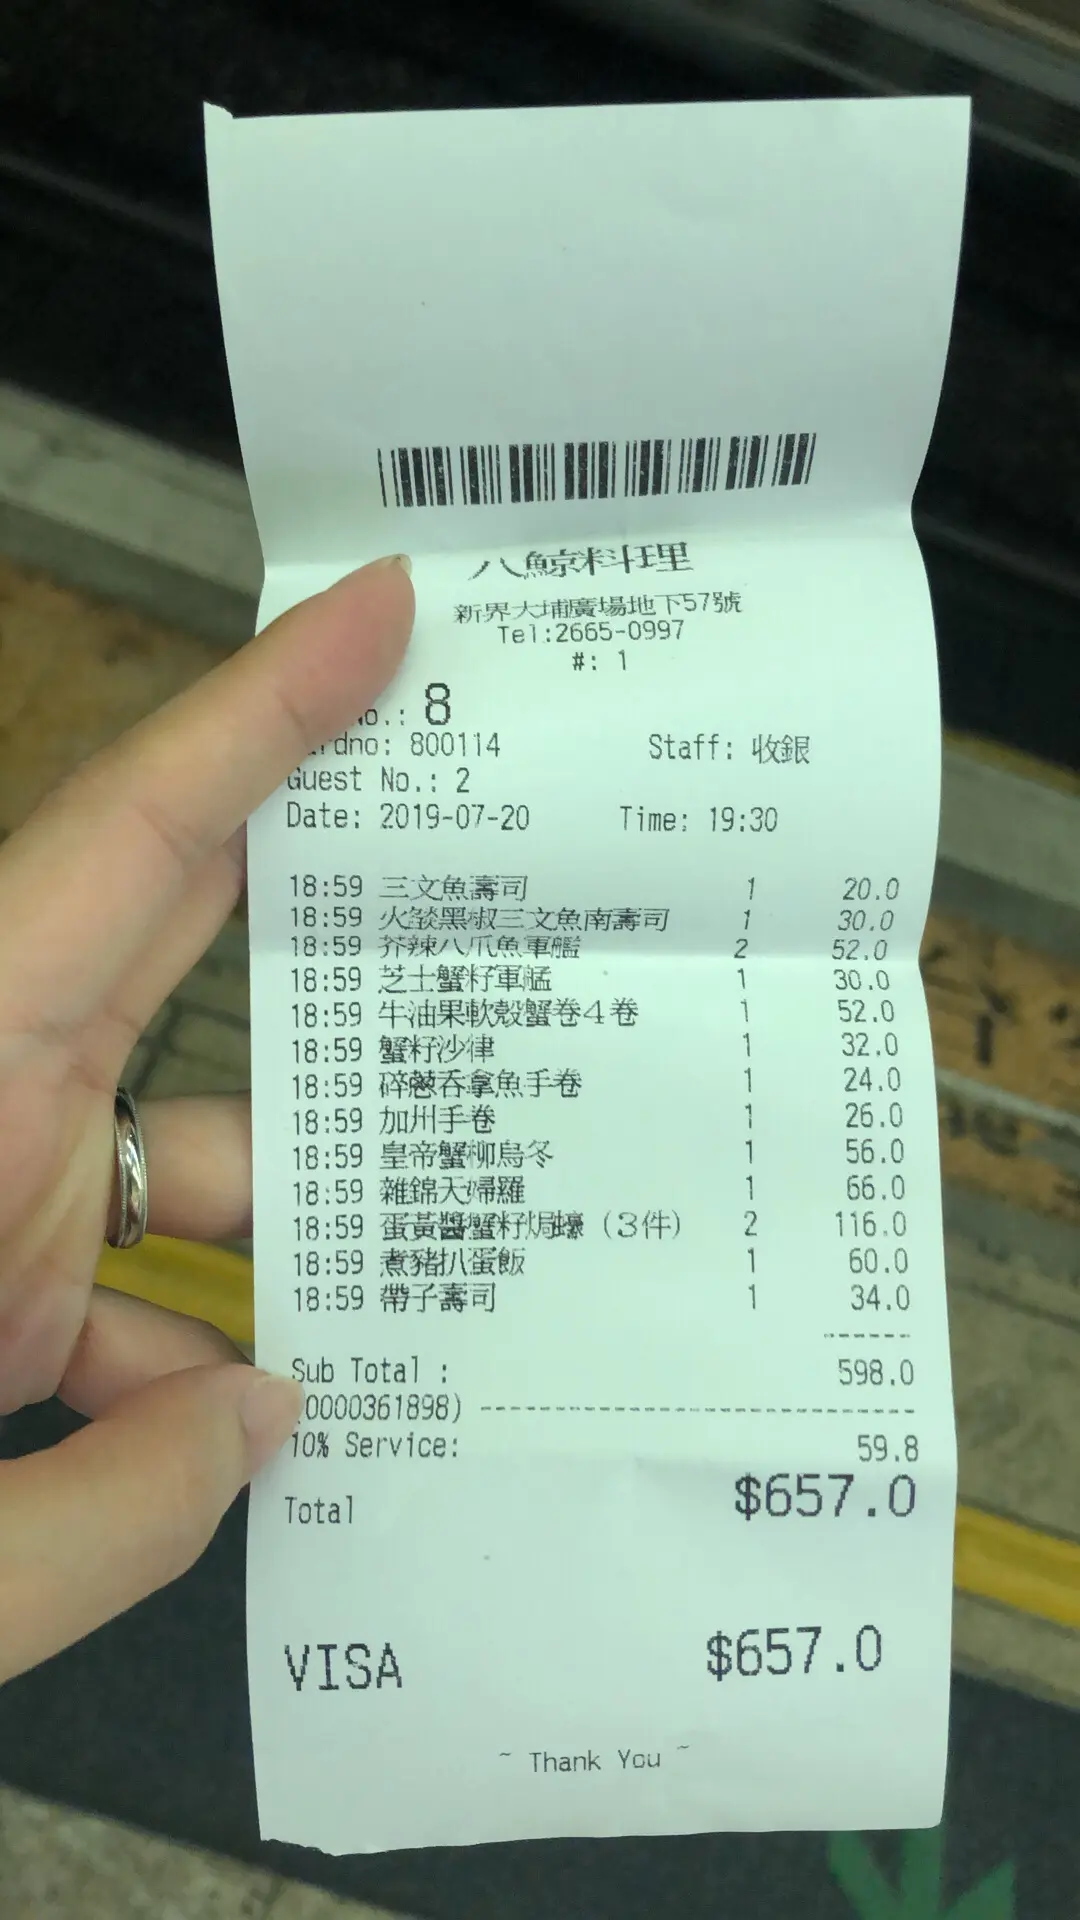 八鯨料理
新界大埔廣場地下57號
Tel:2665-0997
#: 1
No.: 8
rdno: 800114 Staff: 收銀
Guest No.: 2
Date: 2019-07-20 Time: 19:30
18:59 三文魚壽司 1 20.0
18:59 火燄黑椒三文魚南壽司 1 30.0
18:59 芥辣八爪魚軍艦 2 52.0
18:59 芝士蟹籽軍艦 1 30.0
18:59 牛油果軟殼蟹卷4卷 1 52.0
18:59 蟹籽沙律 1 32.0
18:59 碎蔥吞拿魚手卷 1 24.0
18:59 加州手卷 1 26.0
18:59 皇帝蟹柳烏冬 1 56.0
18:59 雜錦天婦羅 1 66.0
18:59 蛋黃醬蟹籽焗蠔（3件） 2 116.0
18:59 煮豬扒蛋飯 1 60.0
18:59 帶子壽司 1 34.0
------
Sub Total : 598.0
(0000361898) ------------------------------
10% Service: 59.8
Total $657.0
VISA $657.0
~ Thank You ~